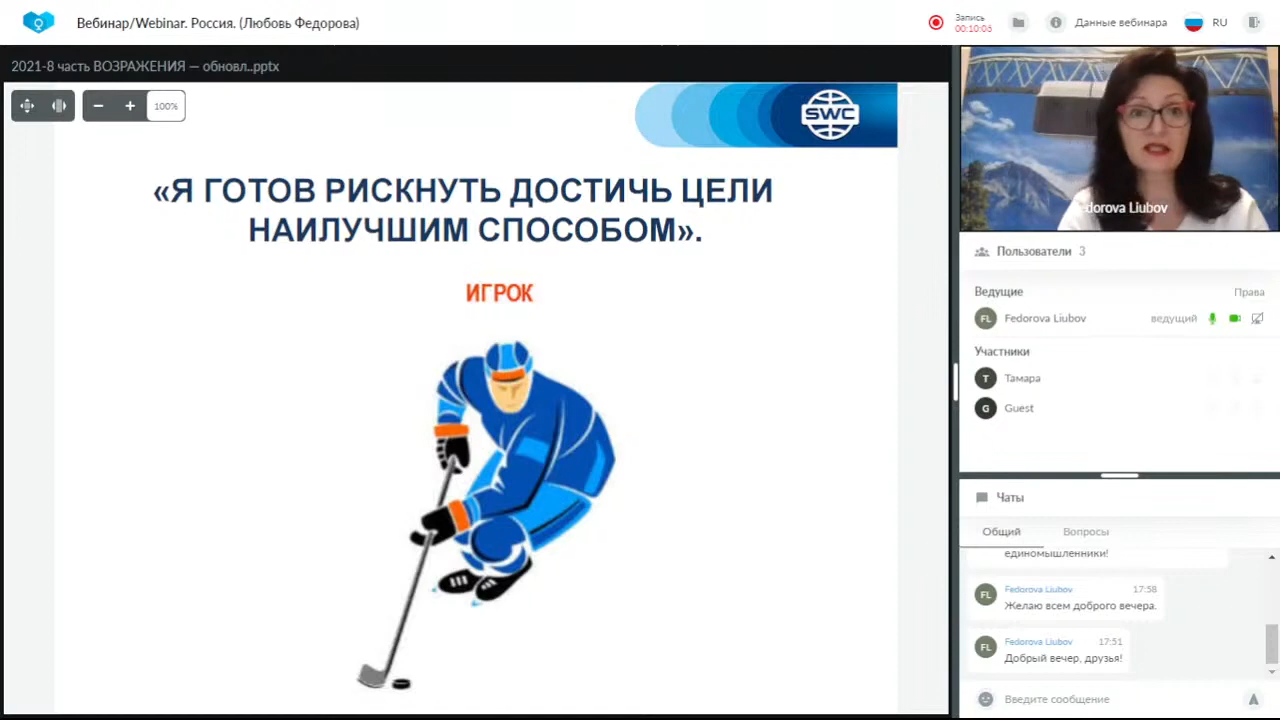 Вебинар/Webinar. Россия. (Любовь Федорова)
Запись
00:10:03
Данные вебинара
RU
2021-8 часть ВОЗРАЖЕНИЯ — обновл..pptx
100%
SWC
«Я ГОТОВ РИСКНУТЬ ДОСТИЧЬ ЦЕЛИ
НАИЛУЧШИМ СПОСОБОМ».
ИГРОК
edorova Liubov
Пользователи 3
Ведущие Права
FL Fedorova Liubov ведущий
Участники
T Тамара
G Guest
Чаты
Общий Вопросы
единомышленники!
FL Fedorova Liubov 17:58
Желаю всем доброго вечера.
FL Fedorova Liubov 17:51
Добрый вечер, друзья!
Введите сообщение